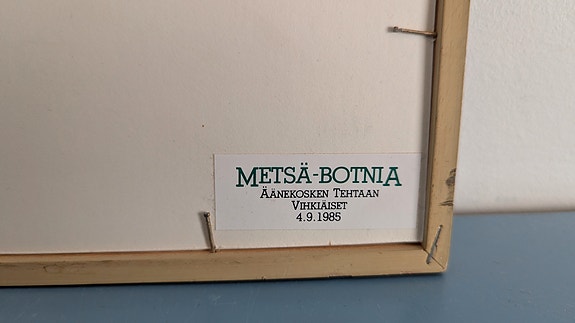 METSÄ-BOTNIA
ÄÄNEKOSKEN TEHTAAN
VIHKIÄISET
4.9.1985